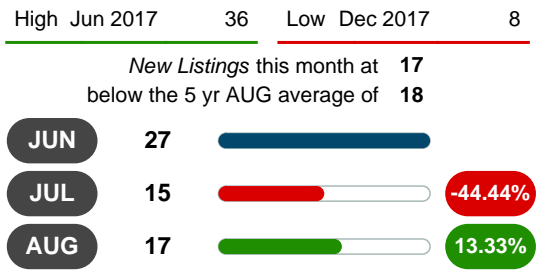 High Jun 2017 36 Low Dec 2017 8
New Listings this month at 17
below the 5 yr AUG average of 18
JUN 27
JUL 15 -44.44%
AUG 17 13.33%